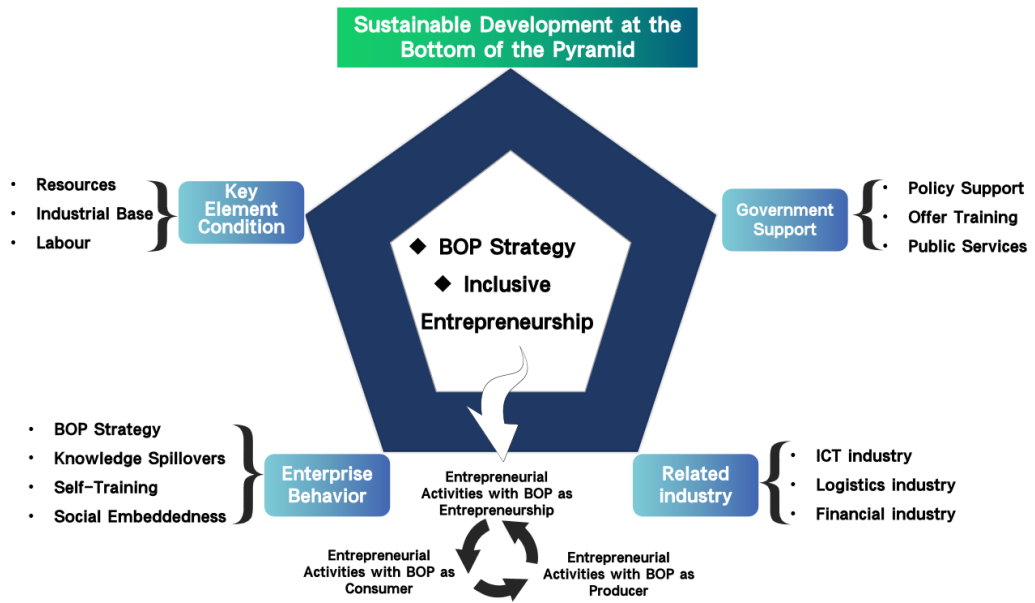 Sustainable Development at the
Bottom of the Pyramid
• Resources
• Industrial Base
• Labour
Key
Element
Condition
Government
Support
• Policy Support
• Offer Training
• Public Services
◆ BOP Strategy
◆ Inclusive
Entrepreneurship
• BOP Strategy
• Knowledge Spillovers
• Self-Training
• Social Embeddedness
Enterprise
Behavior
Related
industry
• ICT industry
• Logistics industry
• Financial industry
Entrepreneurial
Activities with BOP as
Entrepreneurship
Entrepreneurial
Activities with BOP as
Consumer
Entrepreneurial
Activities with BOP as
Producer